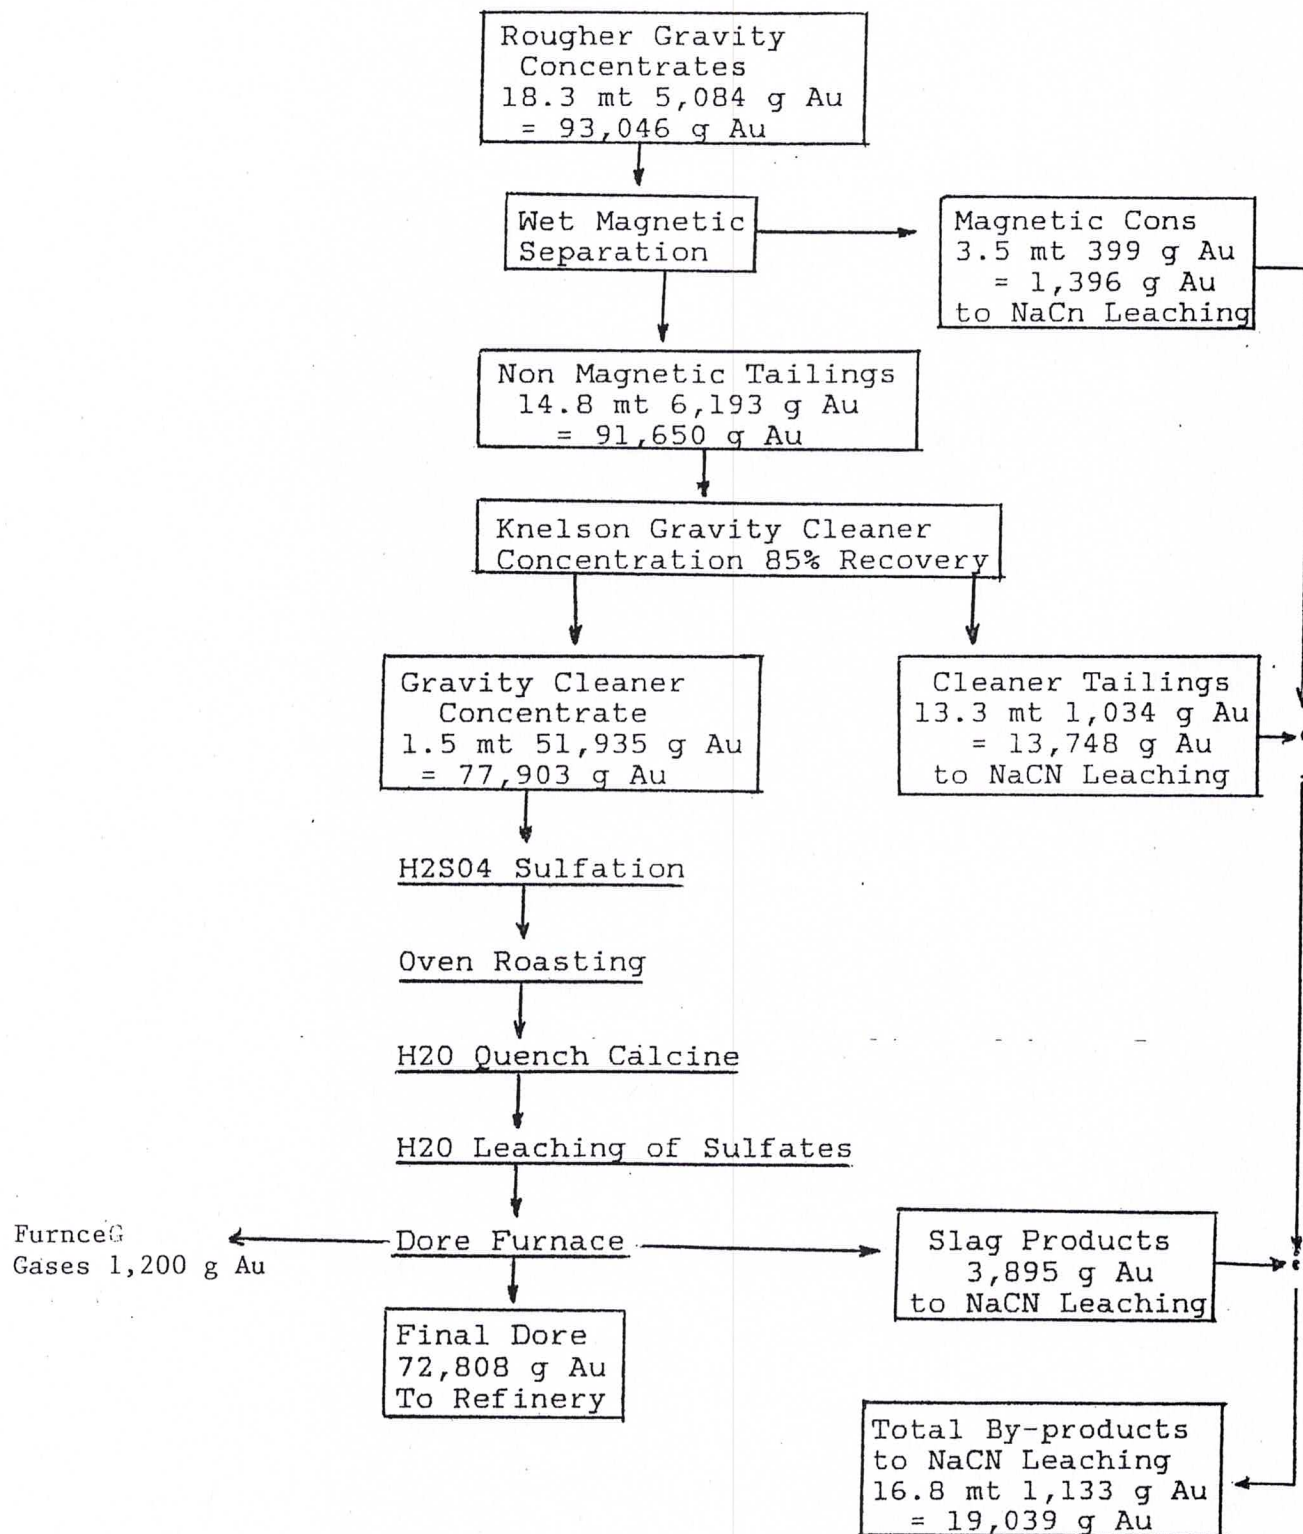 Rougher Gravity
Concentrates
18.3 mt 5,084 g Au
= 93,046 g Au
Wet Magnetic
Separation
Magnetic Cons
3.5 mt 399 g Au
= 1,396 g Au
to NaCn Leaching
Non Magnetic Tailings
14.8 mt 6,193 g Au
= 91,650 g Au
Knelson Gravity Cleaner
Concentration 85% Recovery
Gravity Cleaner
Concentrate
1.5 mt 51,935 g Au
= 77,903 g Au
Cleaner Tailings
13.3 mt 1,034 g Au
= 13,748 g Au
to NaCN Leaching
H2SO4 Sulfation
Oven Roasting
H2O Quench Calcine
H2O Leaching of Sulfates
FurnceG
Gases 1,200 g Au
Dore Furnace
Slag Products
3,895 g Au
to NaCN Leaching
Final Dore
72,808 g Au
To Refinery
Total By-products
to NaCN Leaching
16.8 mt 1,133 g Au
= 19,039 g Au